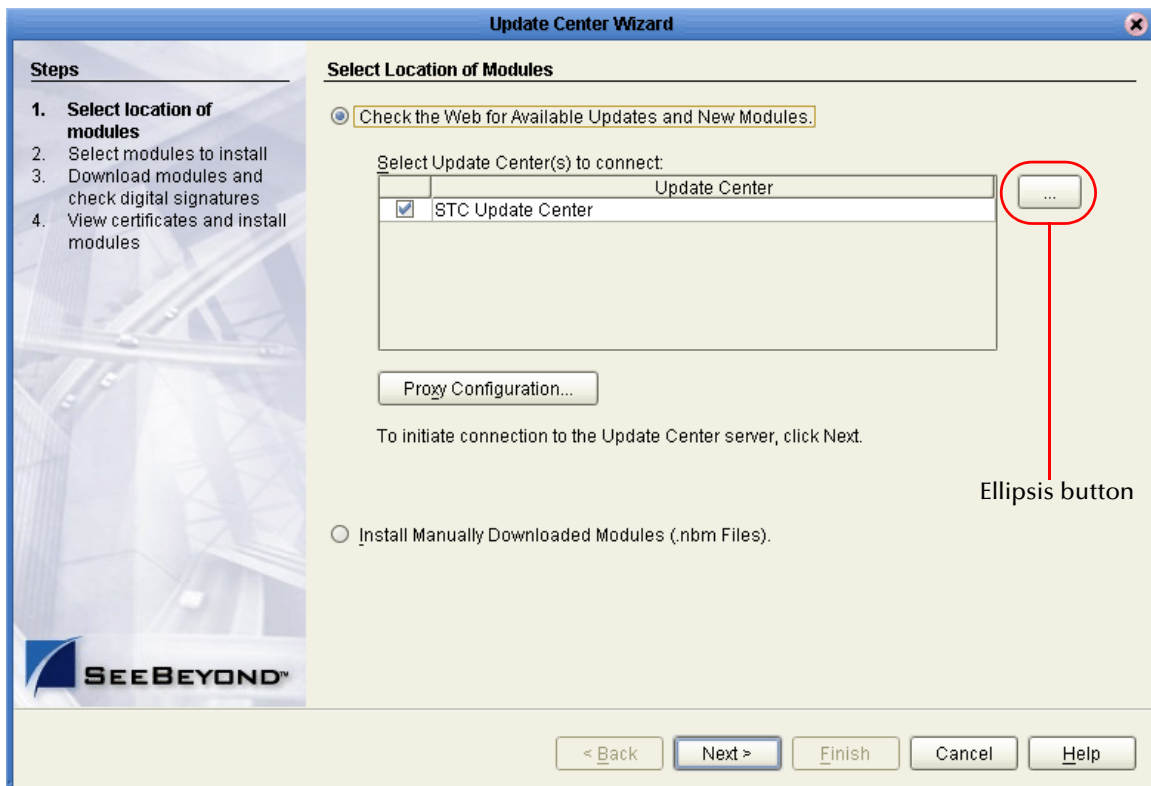 Update Center Wizard
Steps
1. Select location of
modules
2. Select modules to install
3. Download modules and
check digital signatures
4. View certificates and install
modules
SEEBEYOND™
Select Location of Modules
Check the Web for Available Updates and New Modules.
Select Update Center(s) to connect:
Update Center
STC Update Center
...
Proxy Configuration...
To initiate connection to the Update Center server, click Next.
Ellipsis button
Install Manually Downloaded Modules (.nbm Files).
< Back Next > Finish Cancel Help